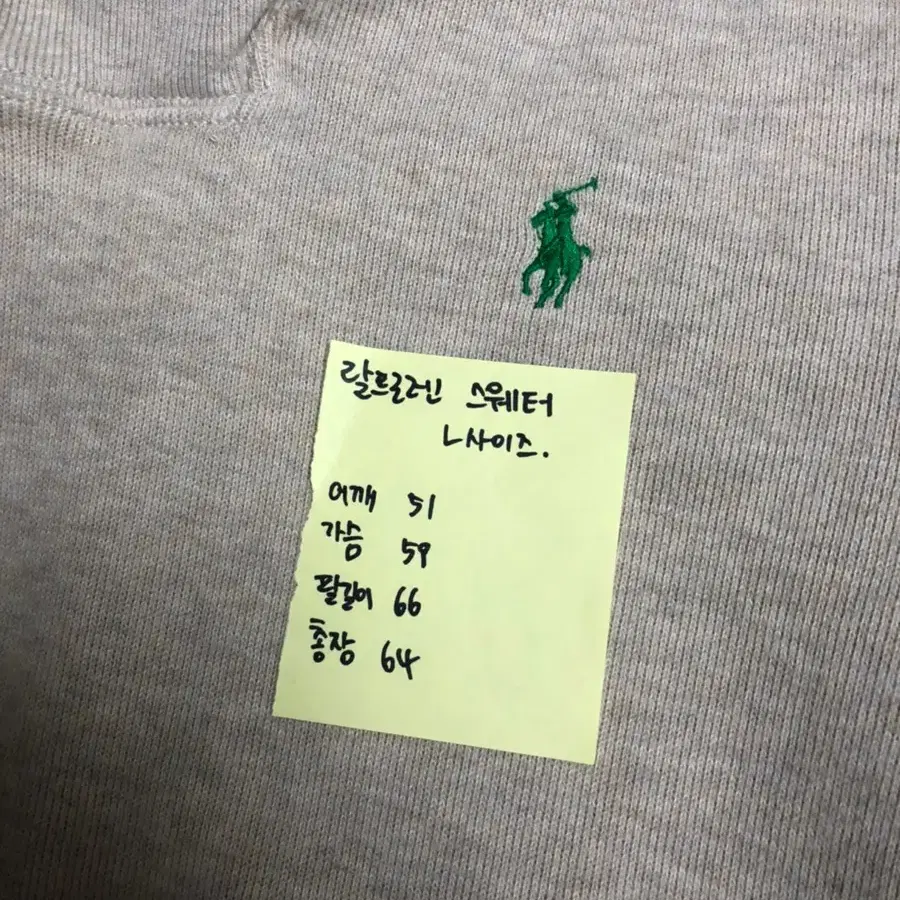 랄프로렌 스웨터
L사이즈.
어깨 51
가슴 59
팔길이 66
총장 64